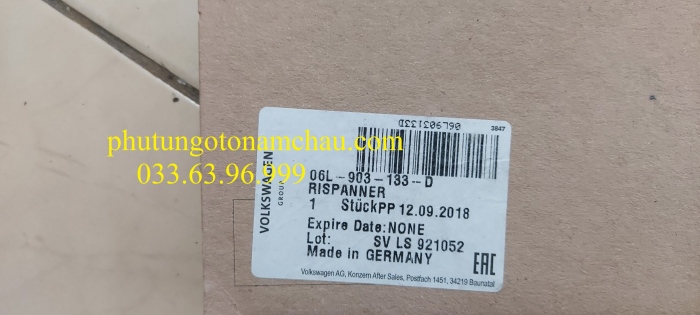 06L903133D
3847
phutungotonamchau.com
033.63.96.999
VOLKSWAGEN
GROUP
06L-903-133-D
RISPANNER
1 StückPP 12.09.2018
Expire Date:NONE
Lot: SV LS 921052
Made in GERMANY
EAC
Volkswagen AG, Konzern After Sales, Postfach 1451, 34219 Baunatal